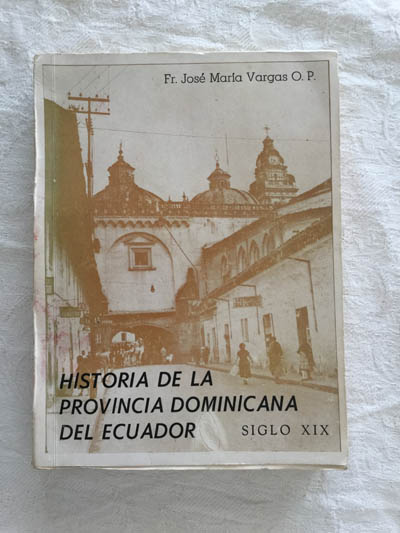 Fr. José María Vargas O. P.
HISTORIA DE LA
PROVINCIA DOMINICANA
DEL ECUADOR
SIGLO XIX